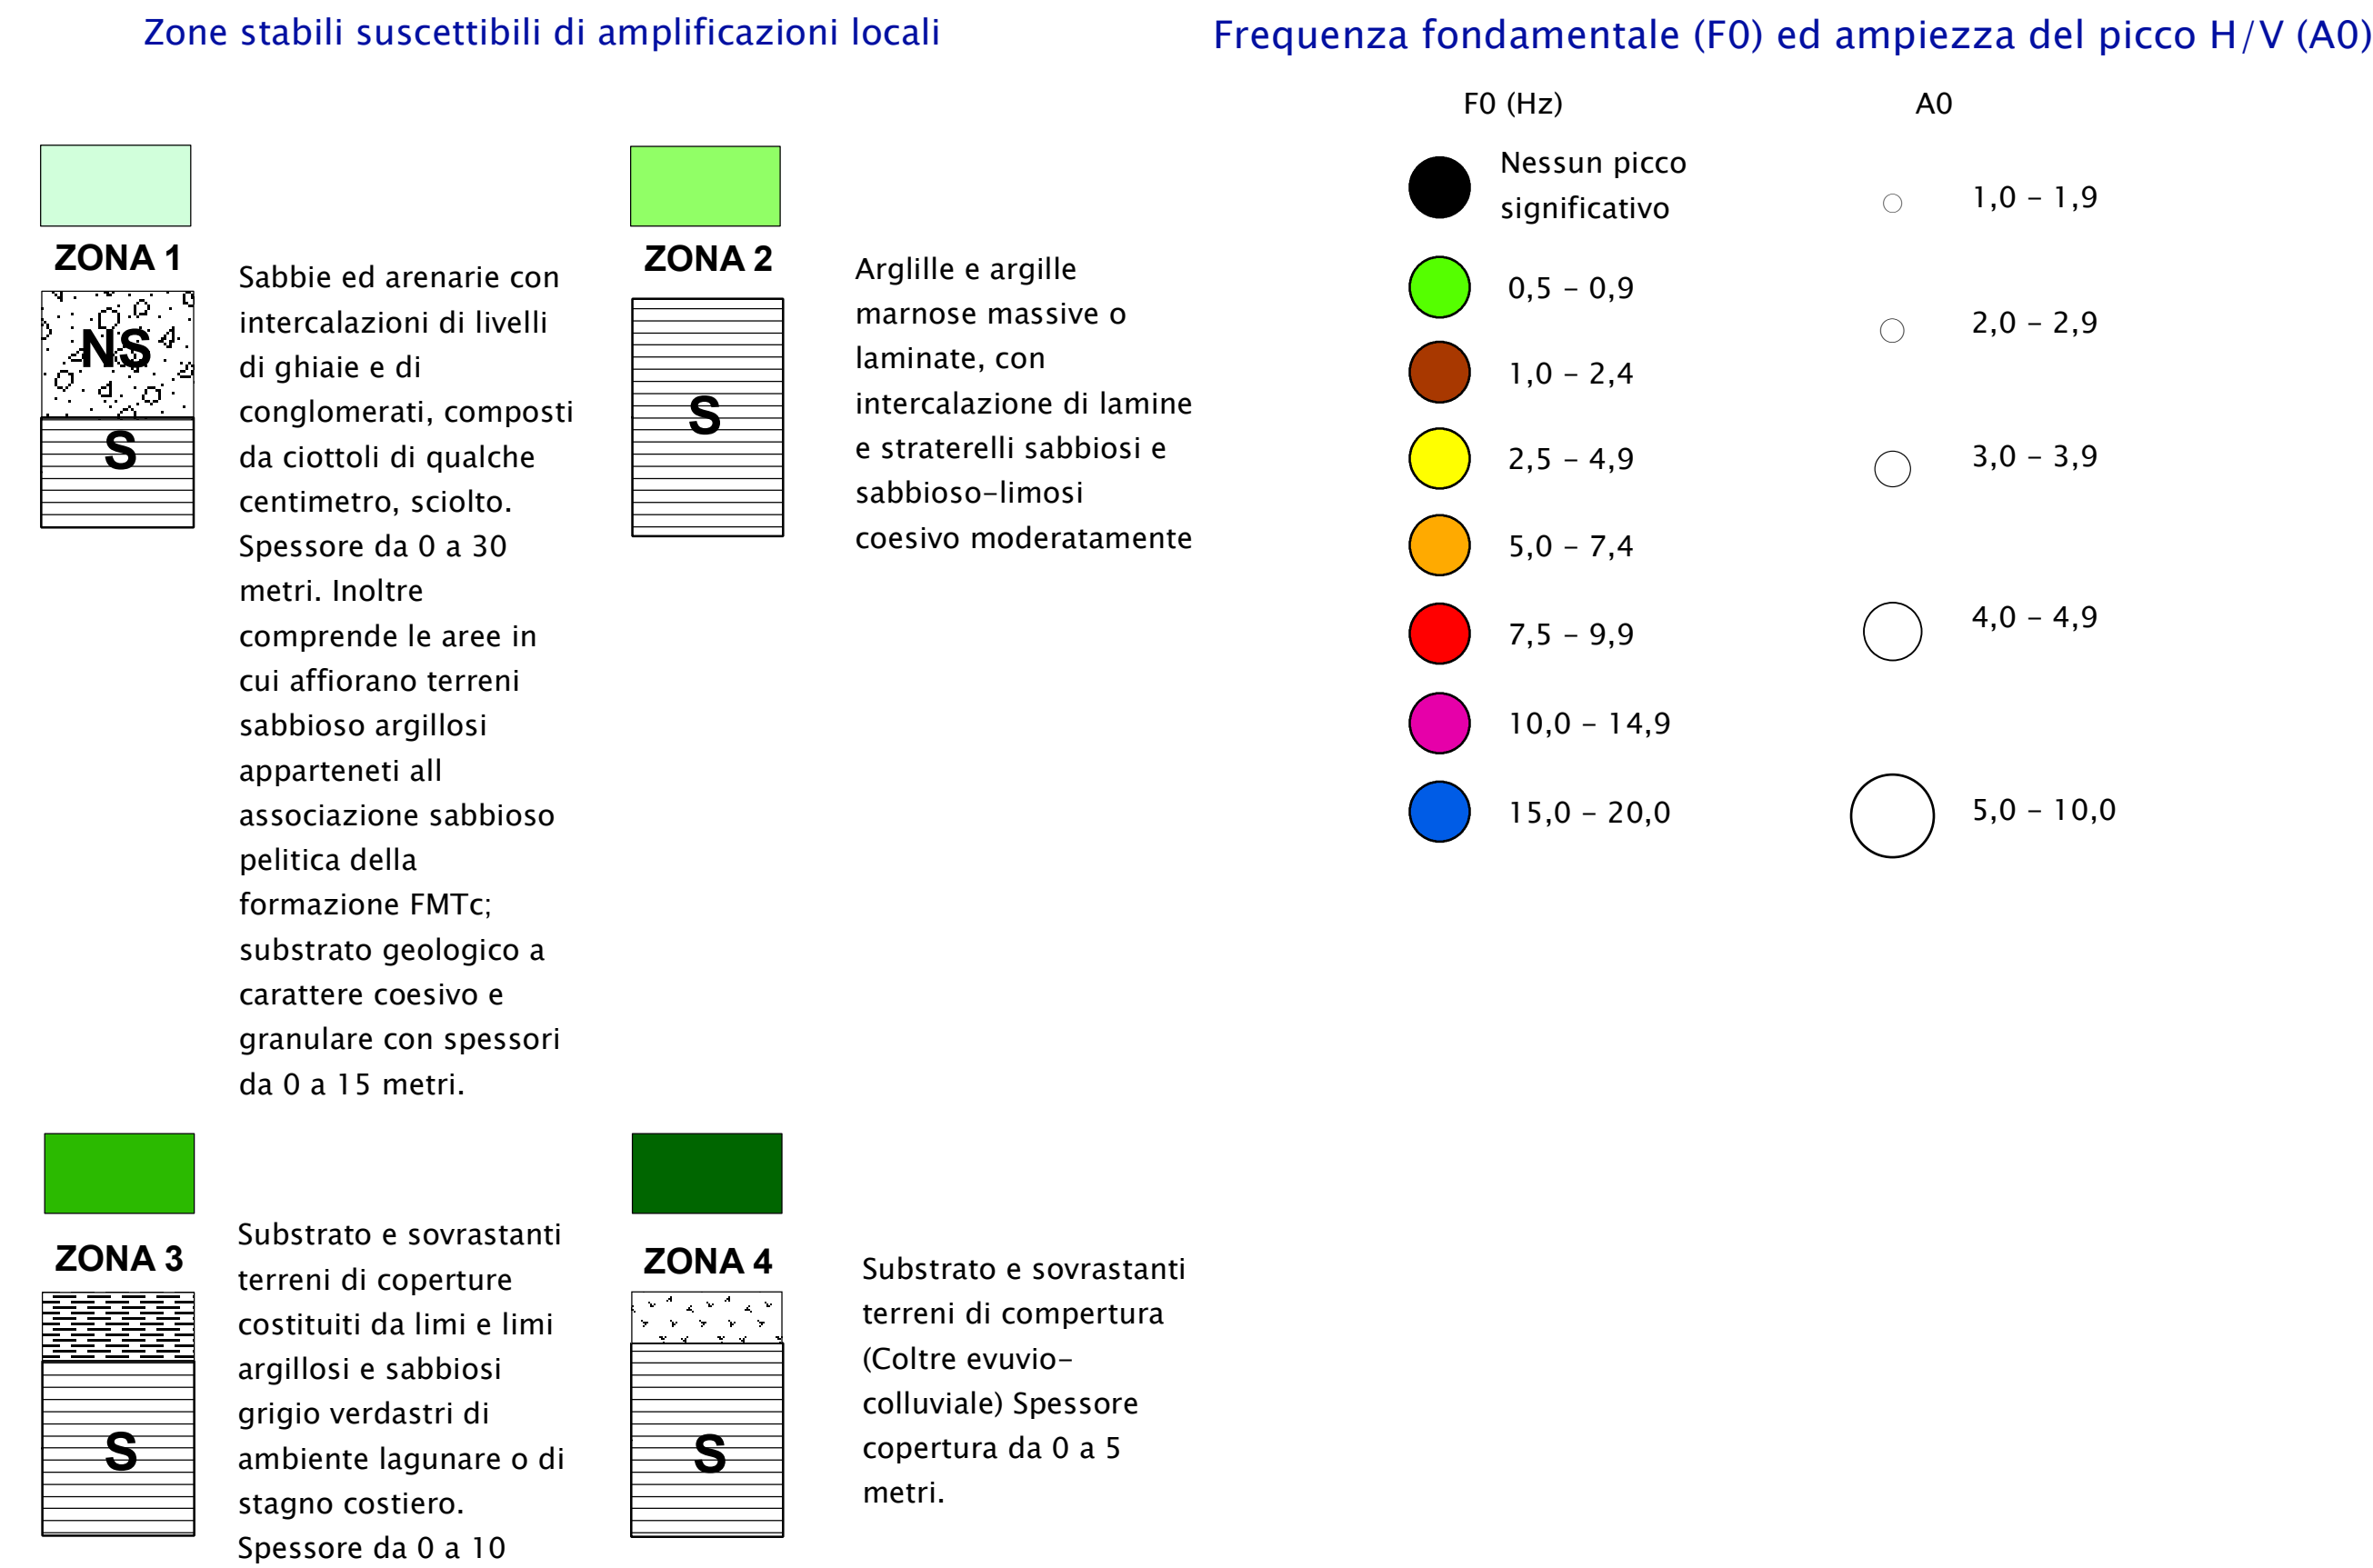 Zone stabili suscettibili di amplificazioni locali
ZONA 1
NS
S
Sabbie ed arenarie con
intercalazioni di livelli
di ghiaie e di
conglomerati, composti
da ciottoli di qualche
centimetro, sciolto.
Spessore da 0 a 30
metri. Inoltre
comprende le aree in
cui affiorano terreni
sabbioso argillosi
apparteneti all
associazione sabbioso
pelitica della
formazione FMTc;
substrato geologico a
carattere coesivo e
granulare con spessori
da 0 a 15 metri.
ZONA 2
S
Arglille e argille
marnose massive o
laminate, con
intercalazione di lamine
e straterelli sabbiosi e
sabbioso-limosi
coesivo moderatamente
ZONA 3
S
Substrato e sovrastanti
terreni di coperture
costituiti da limi e limi
argillosi e sabbiosi
grigio verdastri di
ambiente lagunare o di
stagno costiero.
Spessore da 0 a 10
ZONA 4
S
Substrato e sovrastanti
terreni di compertura
(Coltre evuvio-
colluviale) Spessore
copertura da 0 a 5
metri.
Frequenza fondamentale (F0) ed ampiezza del picco H/V (A0)
F0 (Hz)
Nessun picco
significativo
0,5 - 0,9
1,0 - 2,4
2,5 - 4,9
5,0 - 7,4
7,5 - 9,9
10,0 - 14,9
15,0 - 20,0
A0
1,0 - 1,9
2,0 - 2,9
3,0 - 3,9
4,0 - 4,9
5,0 - 10,0